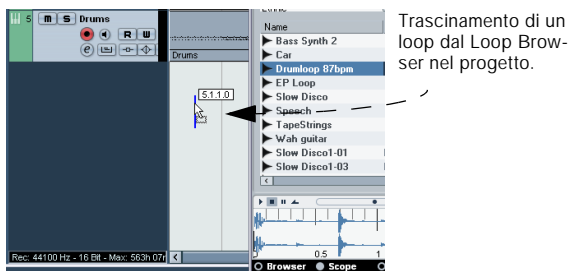 5 m S Drums
R W
e
Drums
5.1.1.0
Rec: 44100 Hz - 16 Bit - Max: 563h 07r
Name
Bass Synth 2
Car
Drumloop 87bpm
EP Loop
Slow Disco
Speech
TapeStrings
Wah guitar
Slow Disco1-01
Slow Disco1-03
0.5 1
Browser Scope
Trascinamento di un
loop dal Loop Brow-
ser nel progetto.